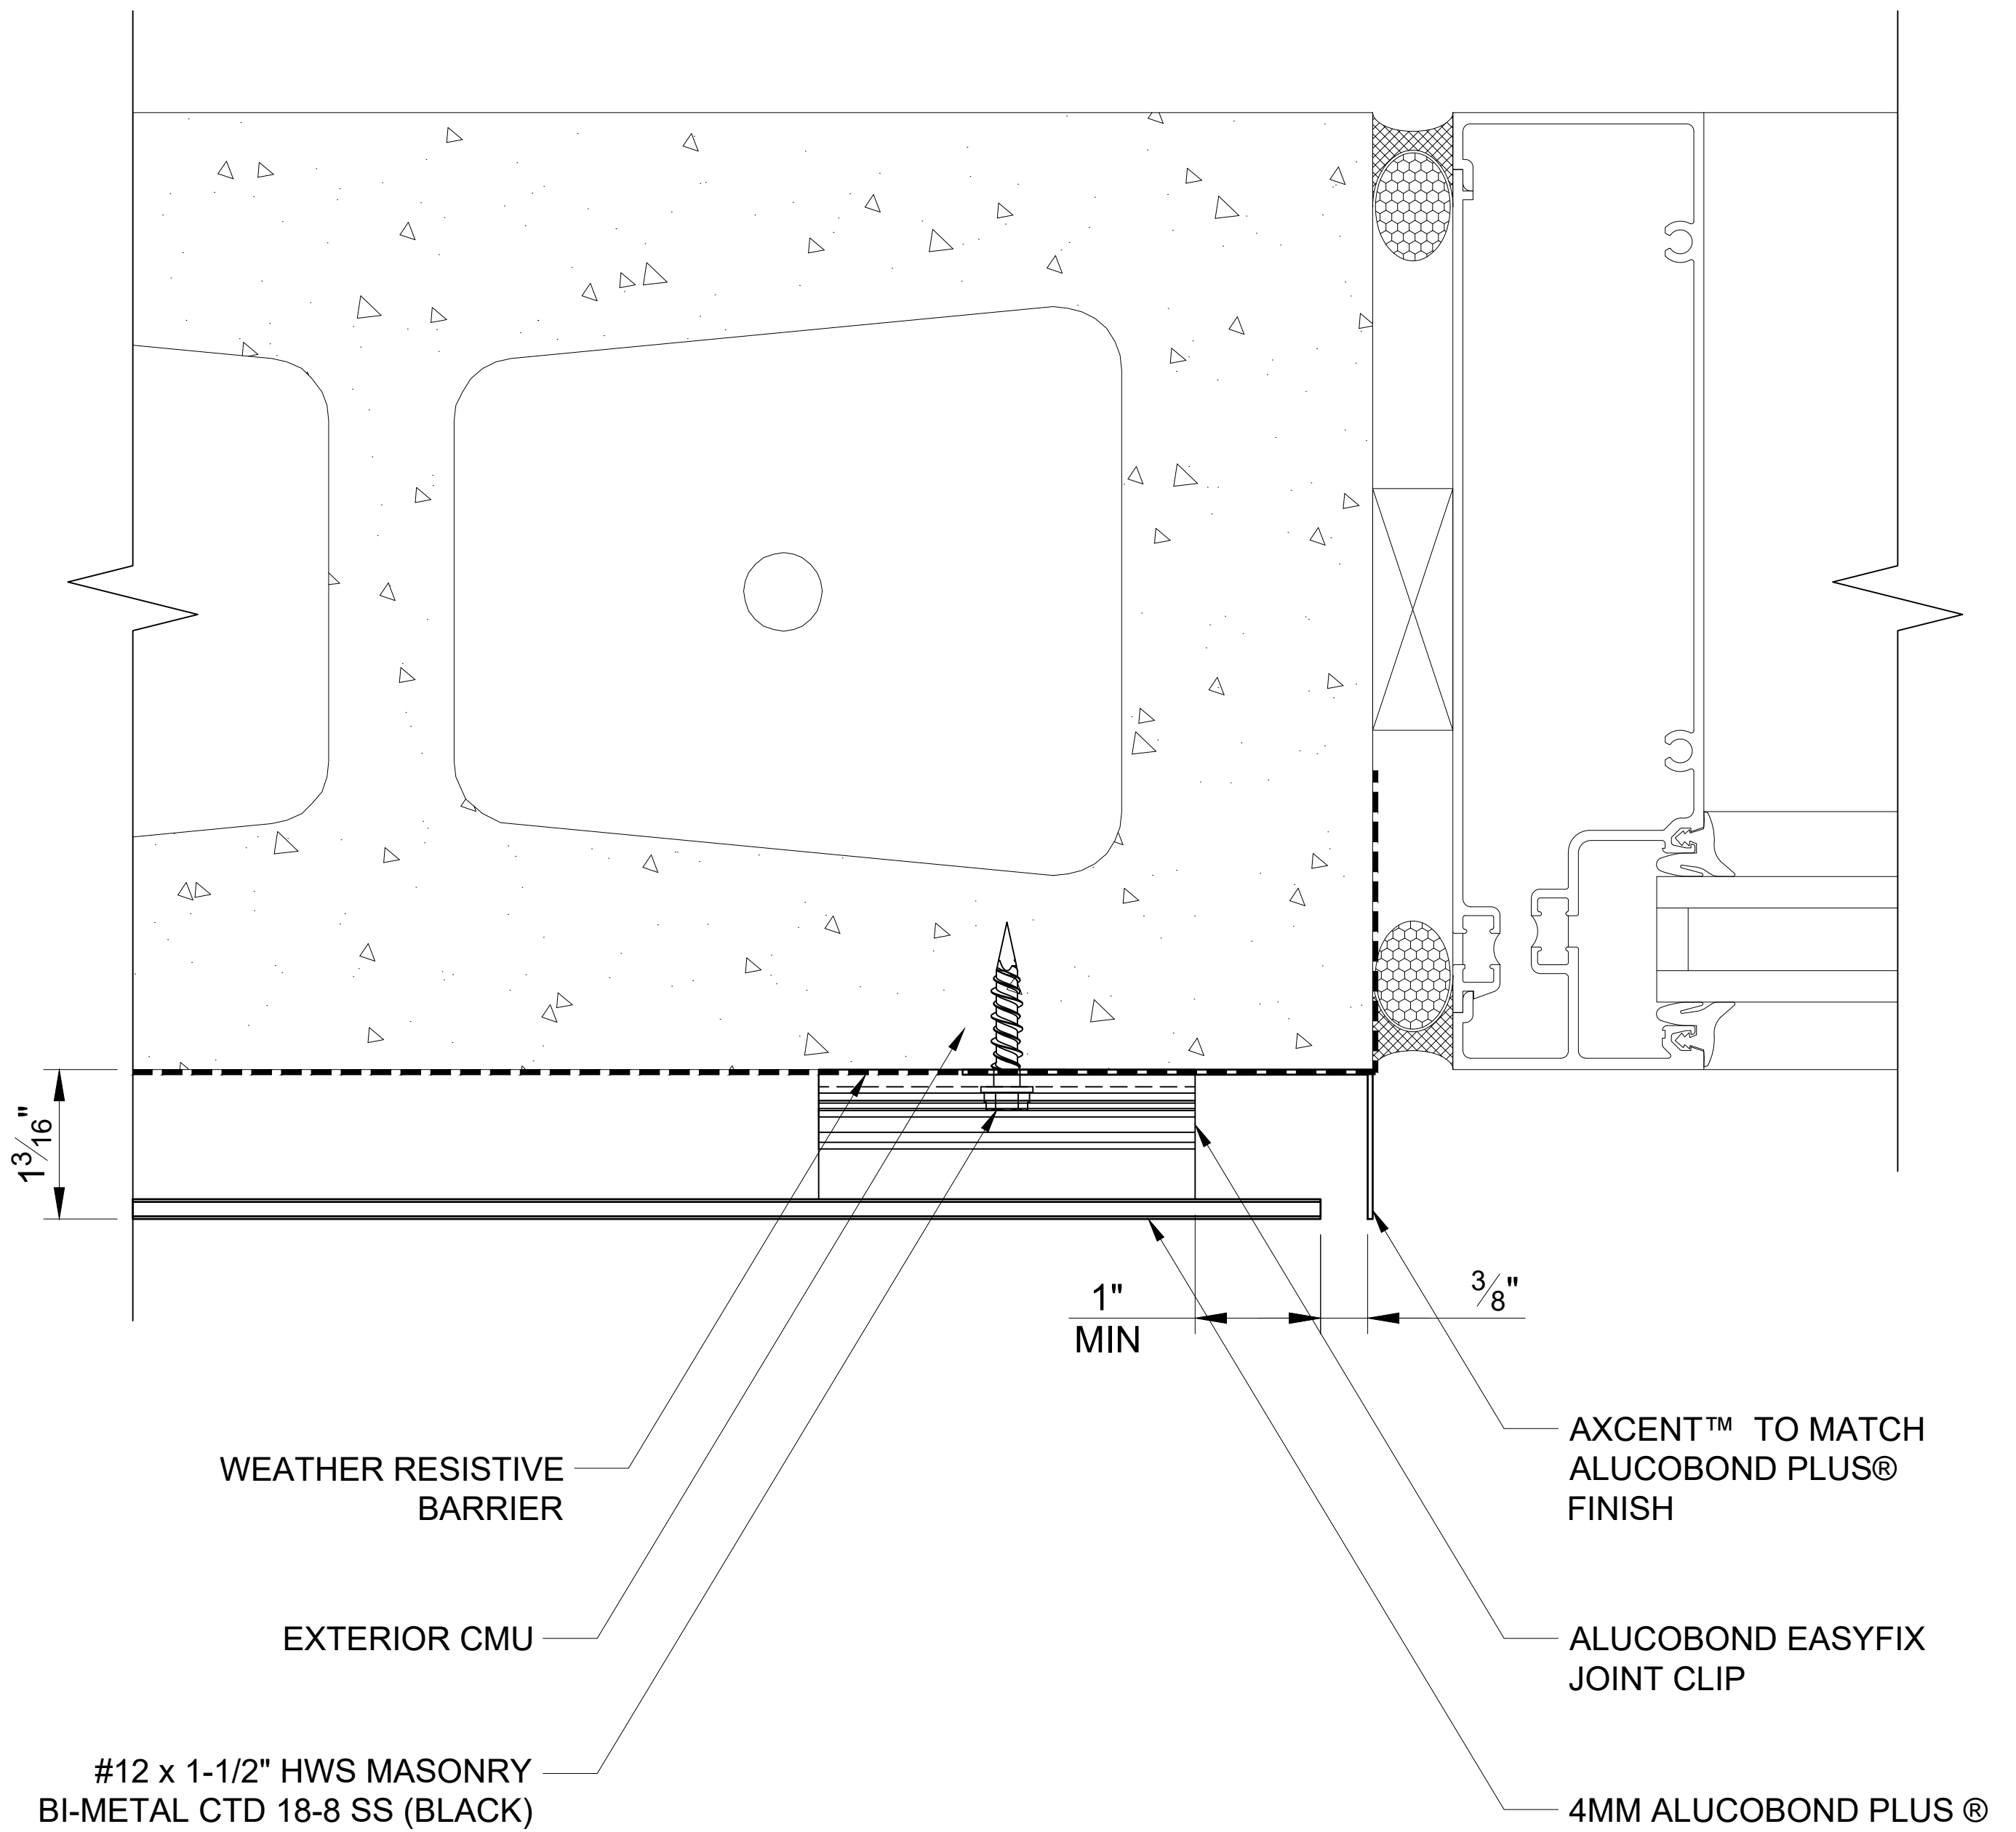 1 3/16"
1"
MIN
3/8"
WEATHER RESISTIVE
BARRIER
EXTERIOR CMU
#12 x 1-1/2" HWS MASONRY
BI-METAL CTD 18-8 SS (BLACK)
AXCENT™ TO MATCH
ALUCOBOND PLUS®
FINISH
ALUCOBOND EASYFIX
JOINT CLIP
4MM ALUCOBOND PLUS ®